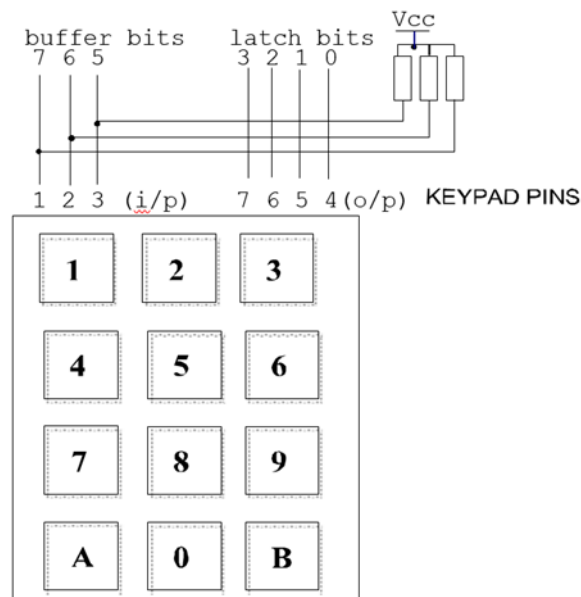 Vcc
buffer bits latch bits
7 6 5 3 2 1 0
1 2 3 (i/p) 7 6 5 4(o/p) KEYPAD PINS
1 2 3
4 5 6
7 8 9
A 0 B